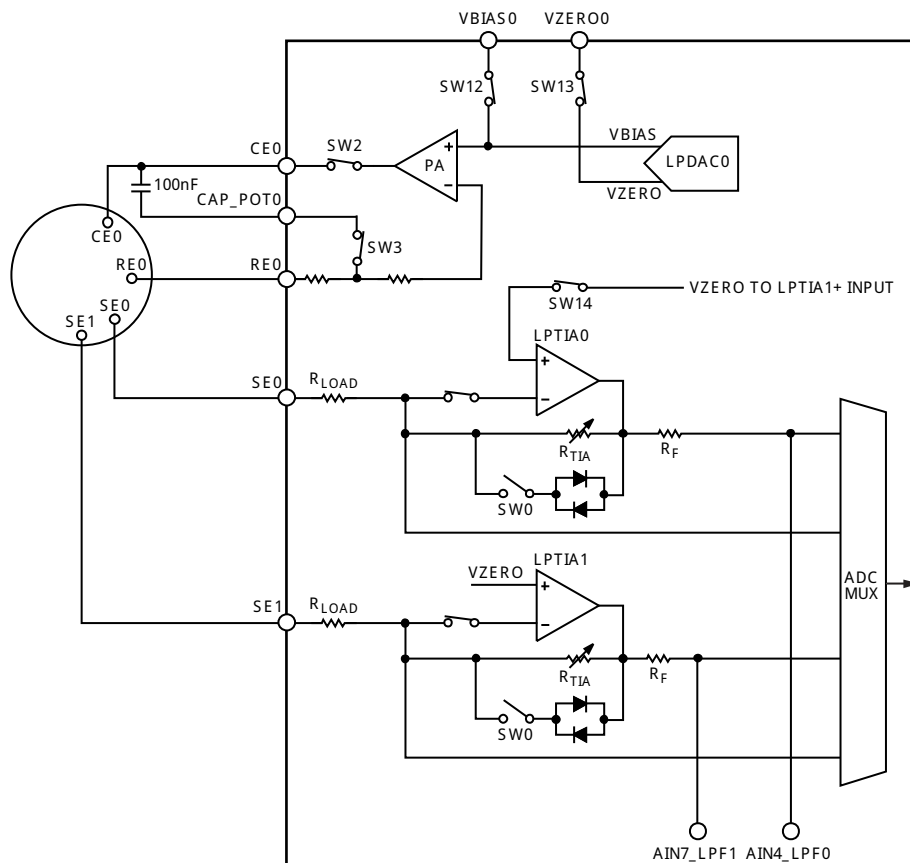 VBIAS0 VZERO0
SW12 SW13
VBIAS
LPDAC0
VZERO
CE0 SW2
+
PA
−
100nF
CAP_POT0
CE0
SW3
RE0 RE0
SE0
SE1
SW14
VZERO TO LPTIA1+ INPUT
LPTIA0
+
−
SE0 RLOAD
RTIA
RF
SW0
LPTIA1
VZERO
+
−
ADC
MUX
SE1 RLOAD
RTIA
RF
SW0
AIN7_LPF1 AIN4_LPF0